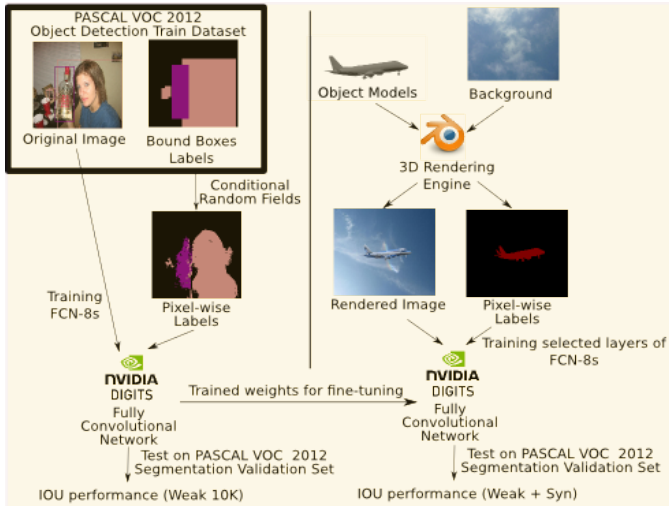 PASCAL VOC 2012
Object Detection Train Dataset
Original Image
Bound Boxes
Labels
Conditional
Random Fields
Training
FCN-8s
Pixel-wise
Labels
NVIDIA
DIGITS
Fully
Convolutional
Network
Trained weights for fine-tuning
Test on PASCAL VOC 2012
Segmentation Validation Set
IOU performance (Weak 10K)
Object Models
Background
3D Rendering
Engine
Rendered Image
Pixel-wise
Labels
Training selected layers of
FCN-8s
NVIDIA
DIGITS
Fully
Convolutional
Network
Test on PASCAL VOC 2012
Segmentation Validation Set
IOU performance (Weak + Syn)